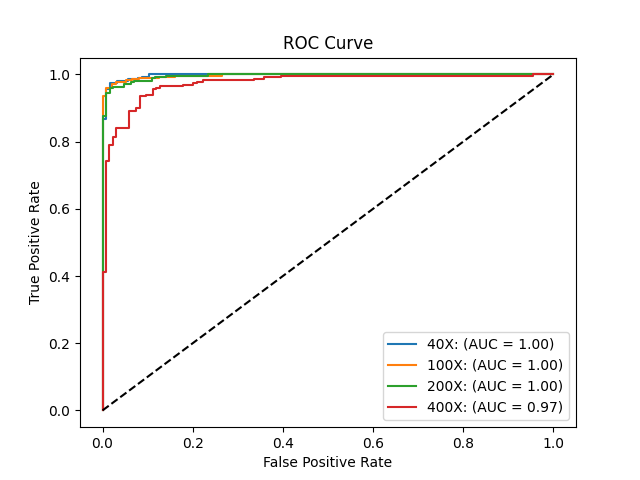 ROC Curve
True Positive Rate
1.0
0.8
0.6
0.4
0.2
0.0
40X: (AUC = 1.00)
100X: (AUC = 1.00)
200X: (AUC = 1.00)
400X: (AUC = 0.97)
0.0 0.2 0.4 0.6 0.8 1.0
False Positive Rate